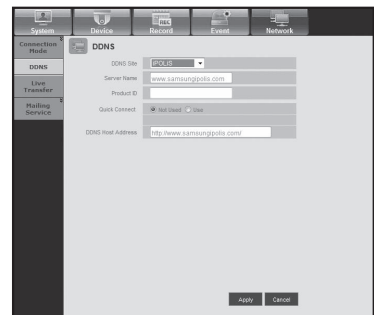 System Device Record Event Network
ABC
Connection Mode
DDNS
Live Transfer
Mailing Service
DDNS
DDNS Site iPOLiS
Server Name www.samsungipolis.com
Product ID
Quick Connect Not Used Use
DDNS Host Address http://www.samsungipolis.com/
Apply Cancel